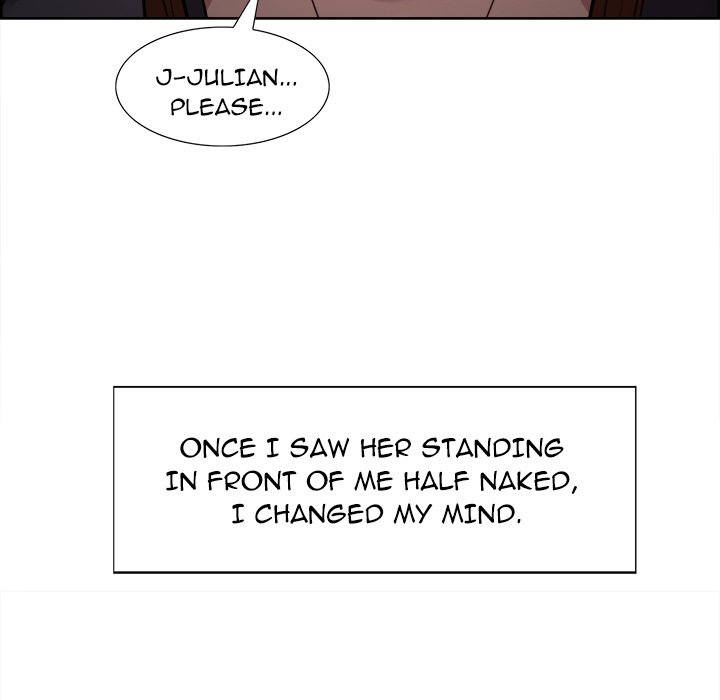 J-JULIAN...
PLEASE...
ONCE I SAW HER STANDING
IN FRONT OF ME HALF NAKED,
I CHANGED MY MIND.